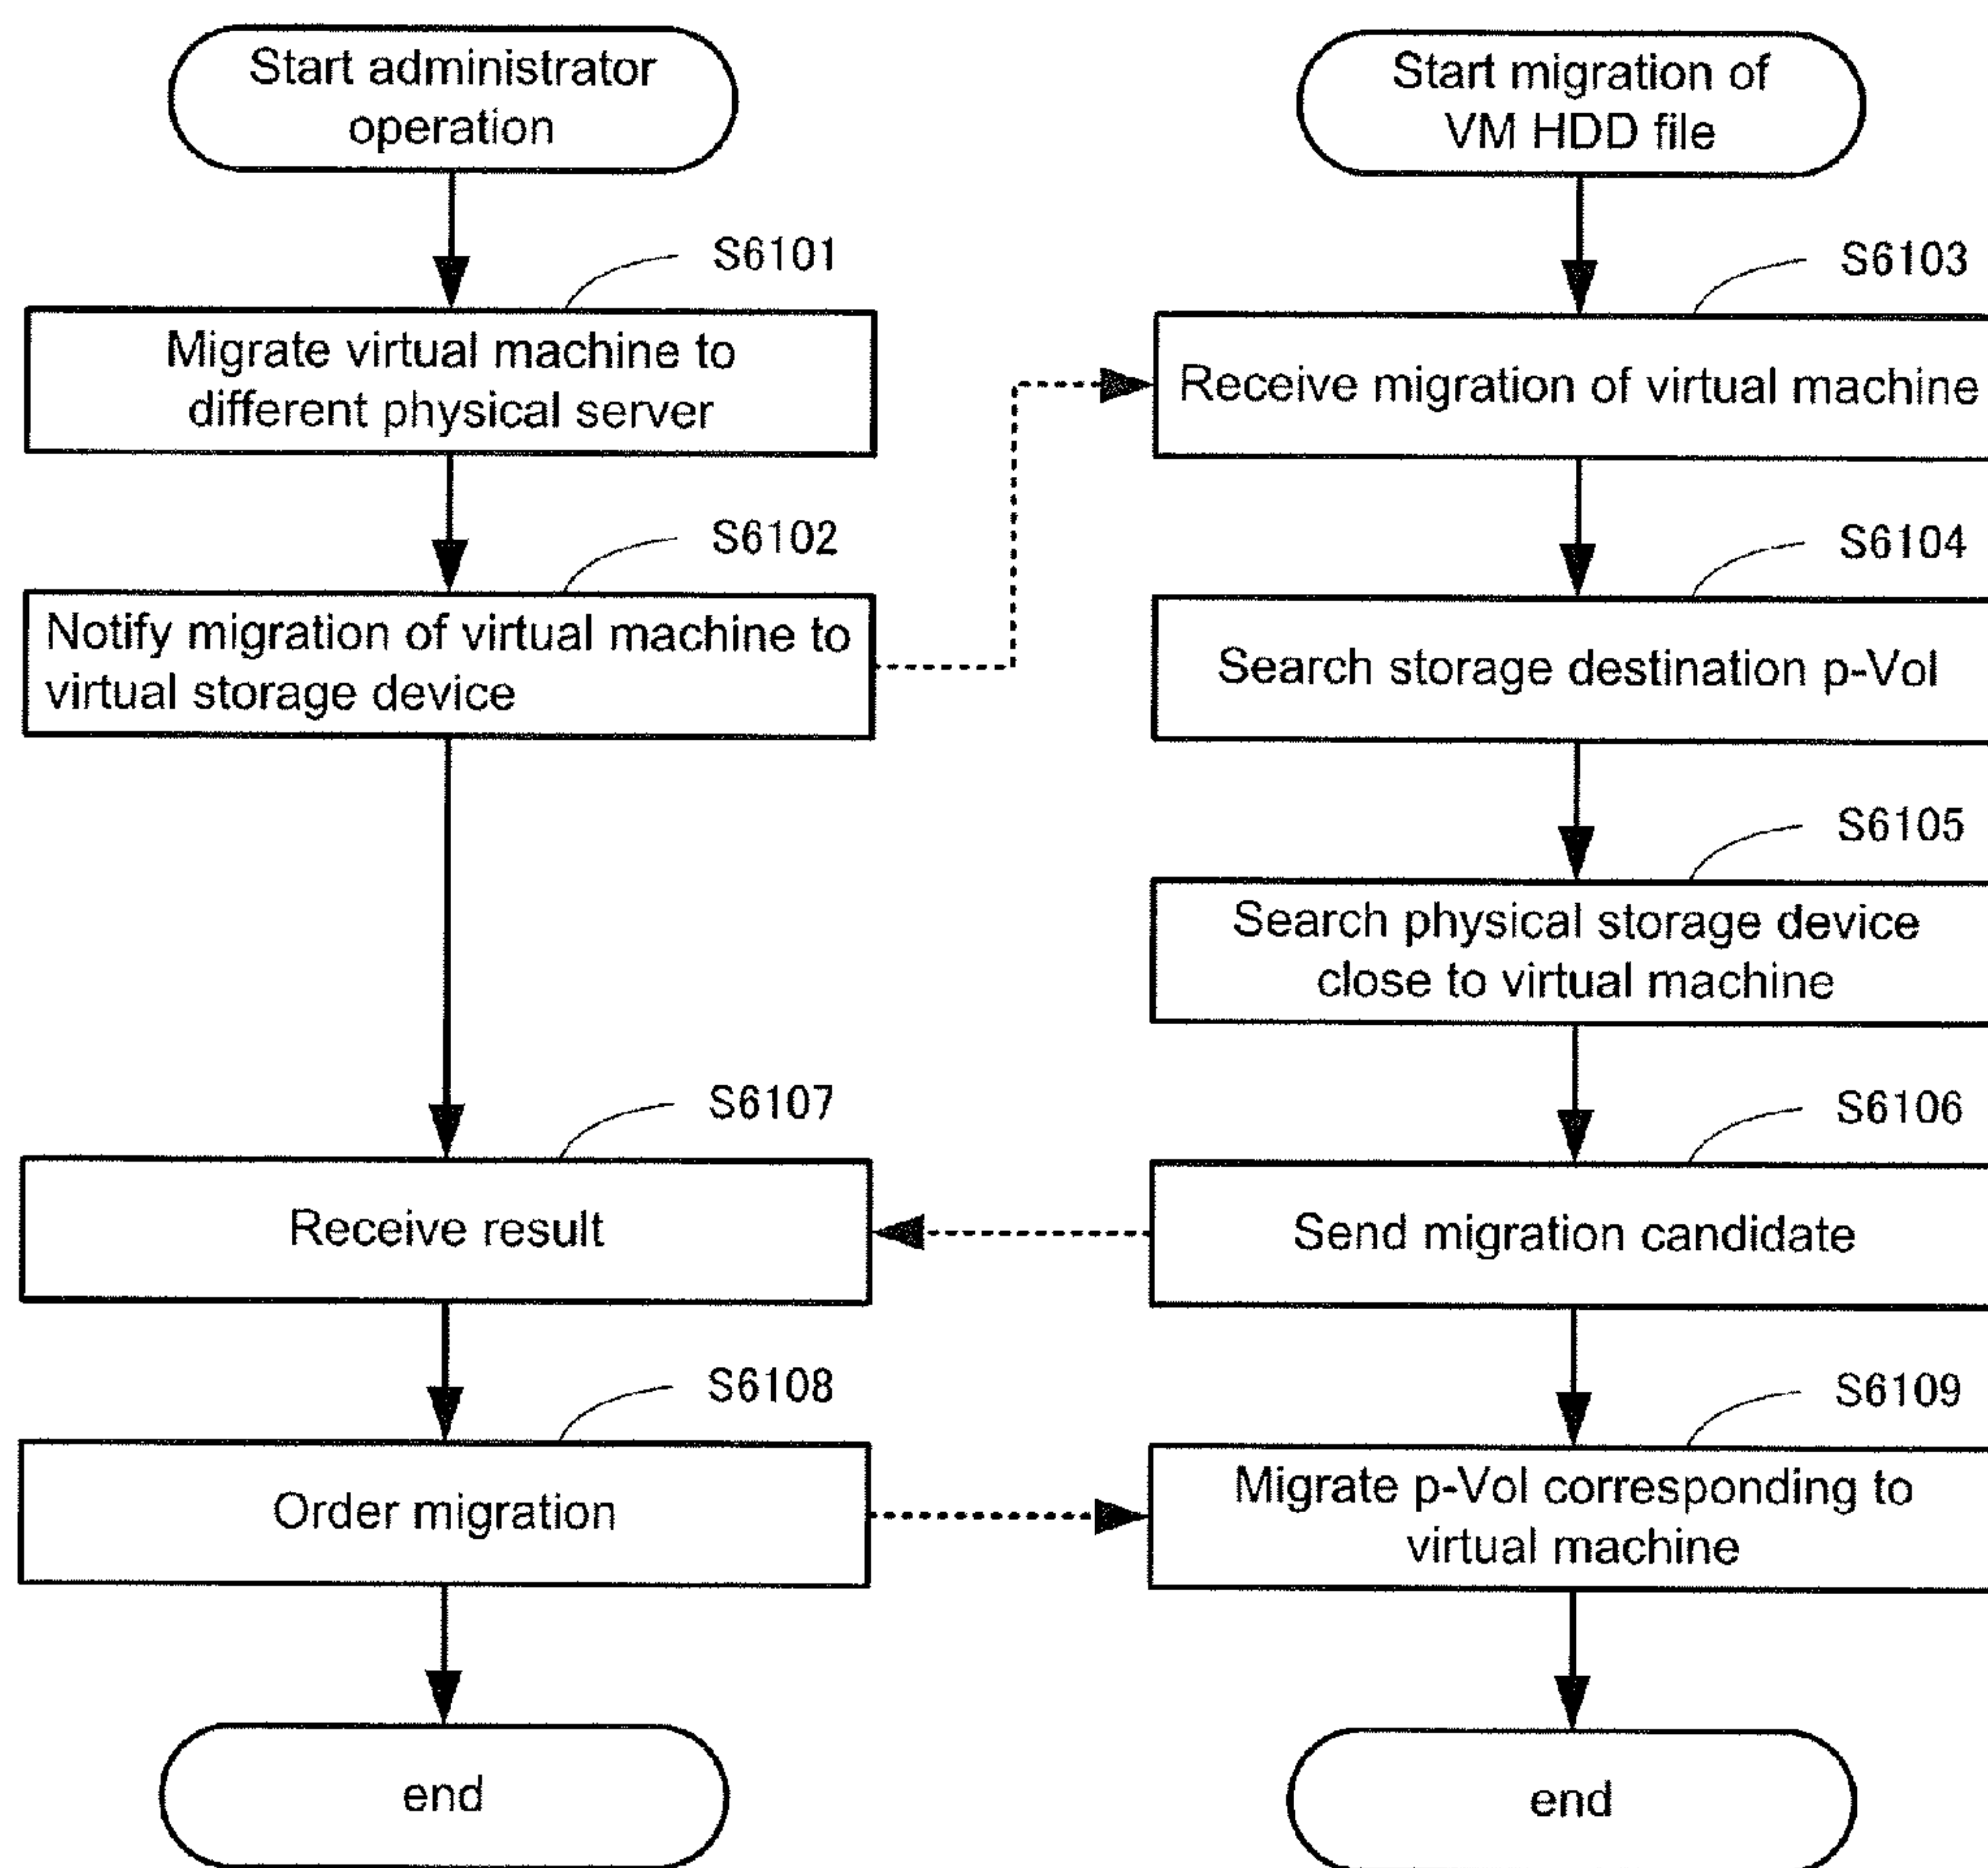 Start administrator
operation
S6101
Migrate virtual machine to
different physical server
S6102
Notify migration of virtual machine to
virtual storage device
S6107
Receive result
S6108
Order migration
end
Start migration of
VM HDD file
S6103
Receive migration of virtual machine
S6104
Search storage destination p-Vol
S6105
Search physical storage device
close to virtual machine
S6106
Send migration candidate
S6109
Migrate p-Vol corresponding to
virtual machine
end